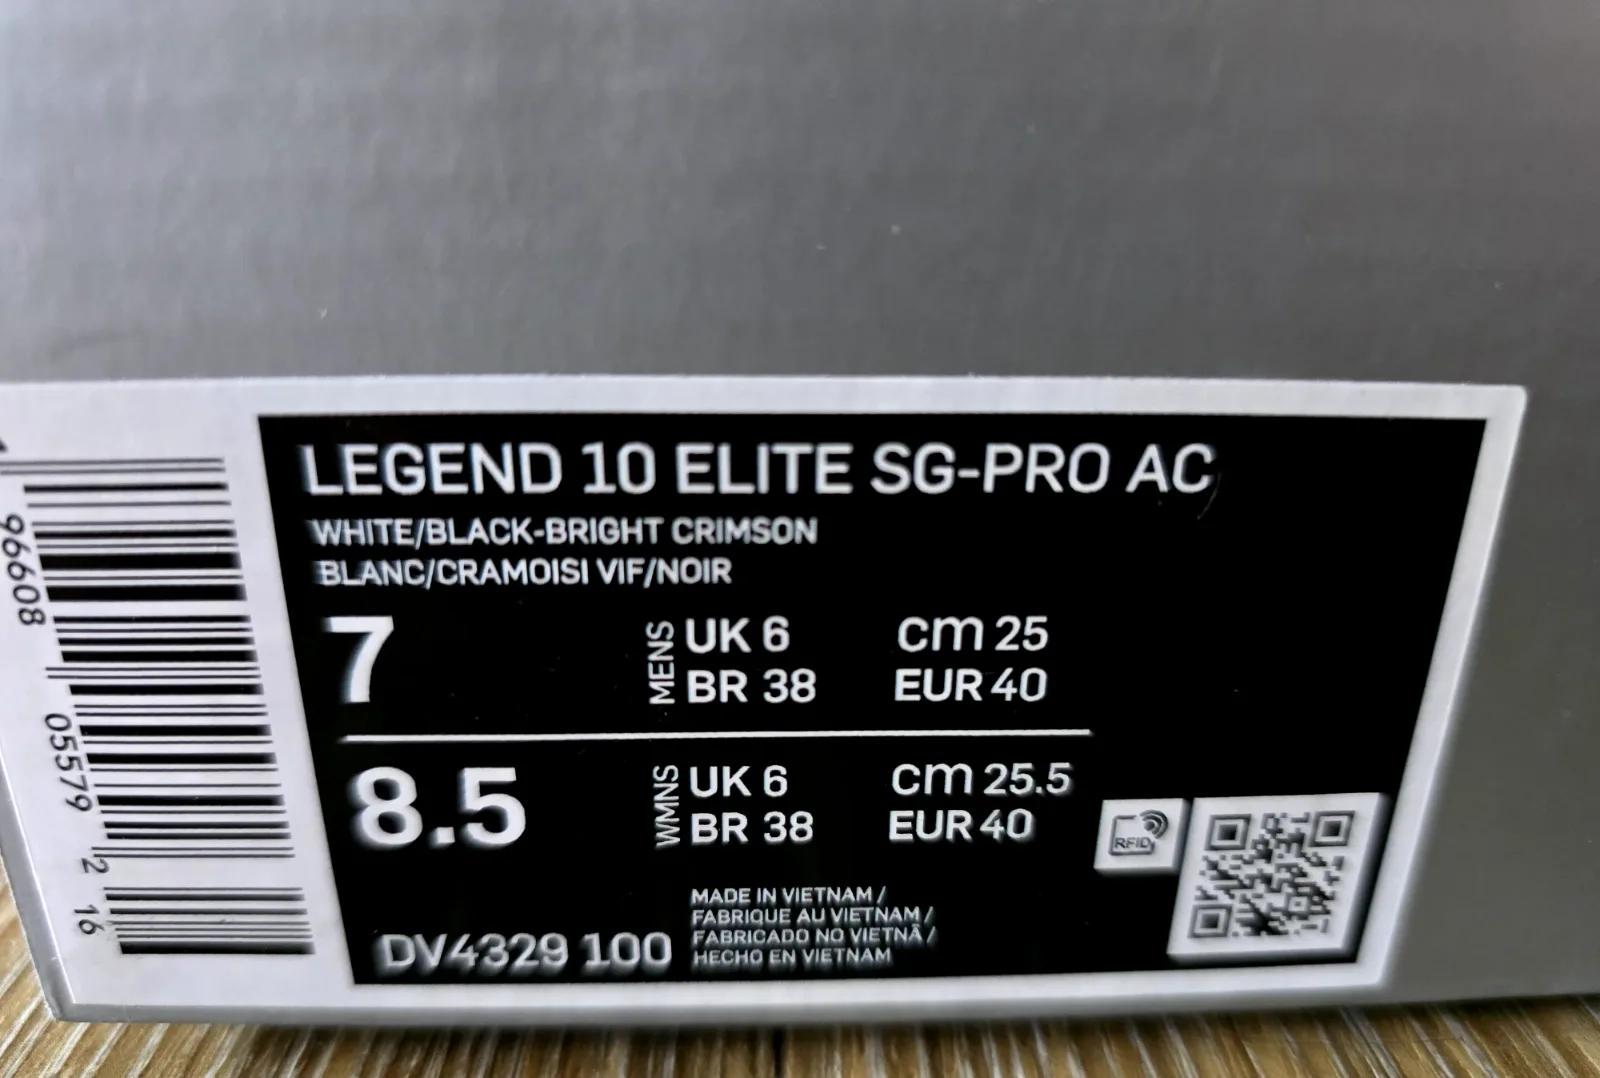 LEGEND 10 ELITE SG-PRO AC
WHITE/BLACK-BRIGHT CRIMSON
BLANC/CRAMOISI VIF/NOIR
7 MENS UK 6 cm 25
BR 38 EUR 40
8.5 WMNS UK 6 cm 25.5
BR 38 EUR 40
DV4329 100
MADE IN VIETNAM /
FABRIQUE AU VIETNAM /
FABRICADO NO VIETNÃ /
HECHO EN VIETNAM
RFID
96608 05579 2 16